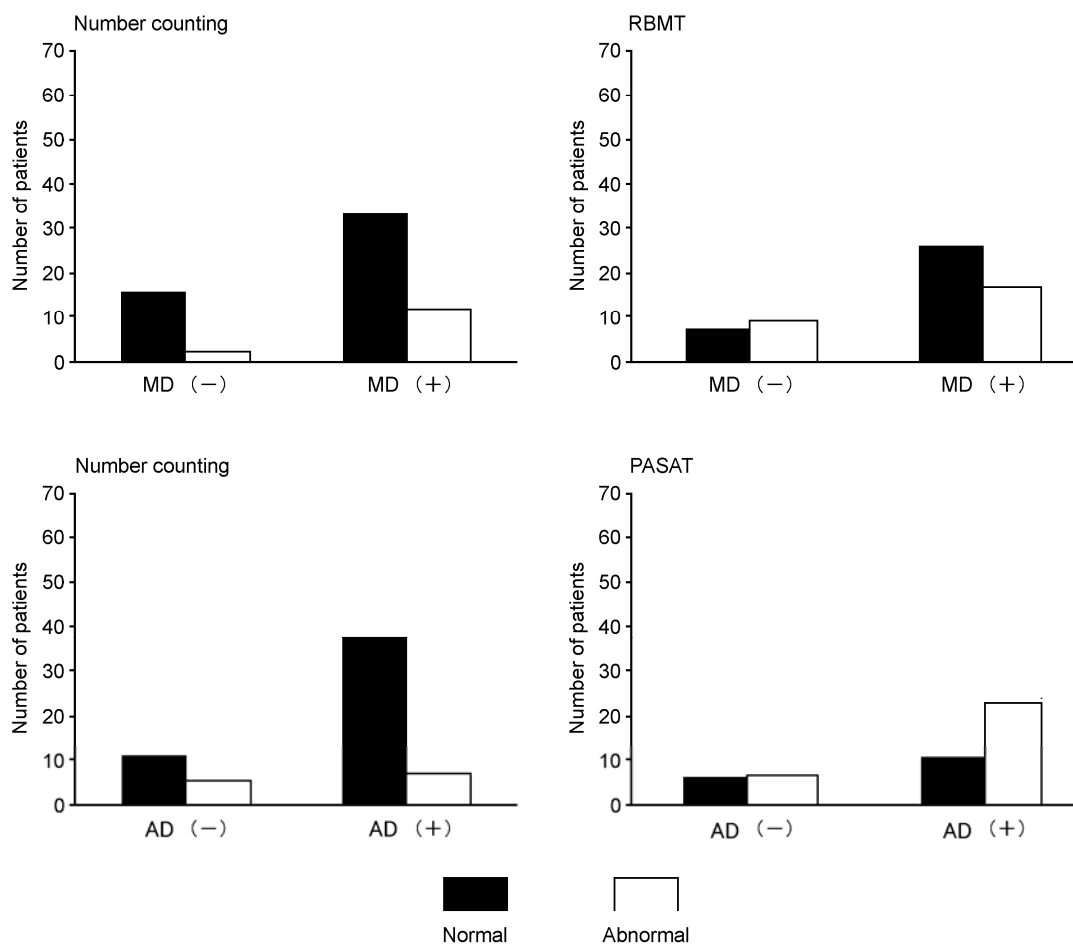 Number counting
70
60
50
40
30
20
10
0
Number of patients
MD （－）
MD （＋）
RBMT
70
60
50
40
30
20
10
0
Number of patients
MD （－）
MD （＋）
Number counting
70
60
50
40
30
20
10
0
Number of patients
AD （－）
AD （＋）
PASAT
70
60
50
40
30
20
10
0
Number of patients
AD （－）
AD （＋）
Normal
Abnormal